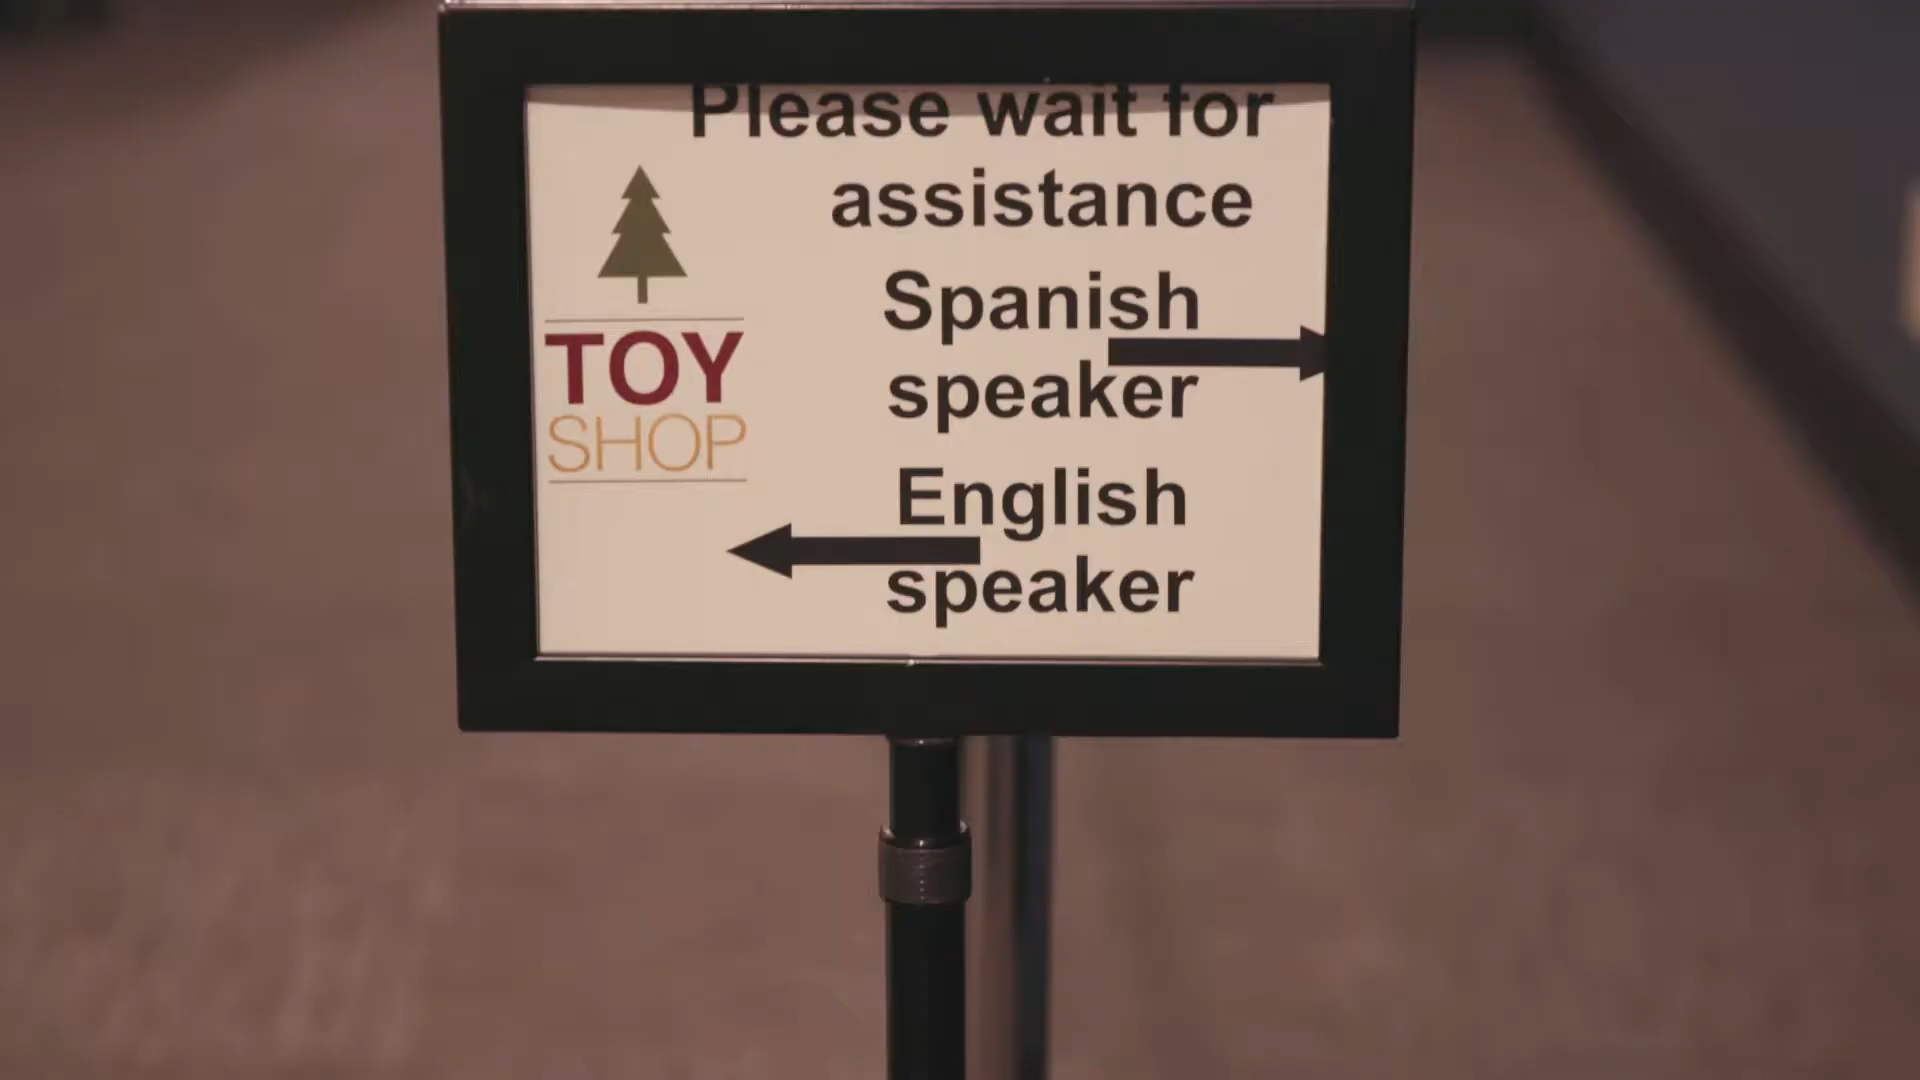 Please wait for
assistance
Spanish
speaker
English
speaker
TOY
SHOP